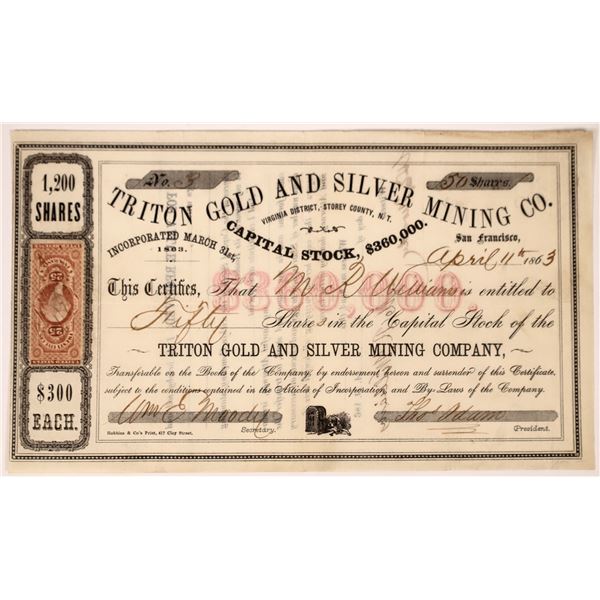 1,200
SHARES
$300
EACH.
No. 3
50 Shares.
TRITON GOLD AND SILVER MINING CO.
VIRGINIA DISTRICT, STOREY COUNTY, N.T.
INCORPORATED MARCH 31st, 1863.
CAPITAL STOCK, $360,000.
San Francisco,
April 11th 1863
$360,000
This Certifies, That M R Williams is entitled to
Fifty Shares in the Capital Stock of the
TRITON GOLD AND SILVER MINING COMPANY,
Transferable on the Books of the Company, by endorsement hereon and surrender of this Certificate,
subject to the conditions contained in the Articles of Incorporation, and By-Laws of the Company.
Wm E Moody
Secretary.
Thos Adam
President.
Robbins & Co's Print, 417 Clay Street.